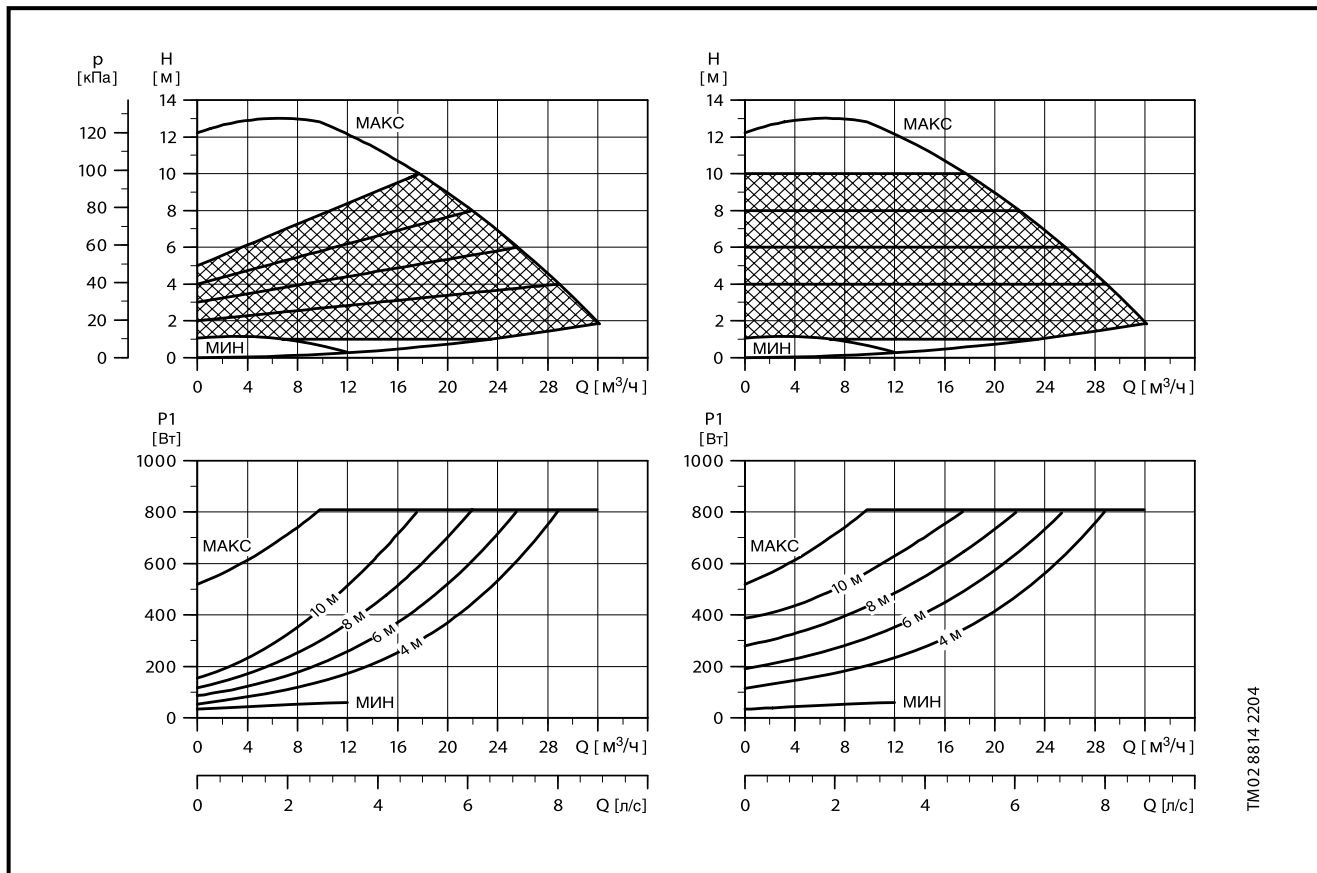 p
[кПа]
H
[м]
14
12
10
8
6
4
2
0
120
100
80
60
40
20
0
МАКС
МИН
0 4 8 12 16 20 24 28 Q [м³/ч]
H
[м]
14
12
10
8
6
4
2
0
МАКС
МИН
0 4 8 12 16 20 24 28 Q [м³/ч]
P1
[Вт]
1000
800
600
400
200
0
МАКС
10 м
8 м
6 м
4 м
МИН
0 4 8 12 16 20 24 28 Q [м³/ч]
0 2 4 6 8 Q [л/с]
P1
[Вт]
1000
800
600
400
200
0
МАКС
10 м
8 м
6 м
4 м
МИН
0 4 8 12 16 20 24 28 Q [м³/ч]
0 2 4 6 8 Q [л/с]
TM02 8814 2204